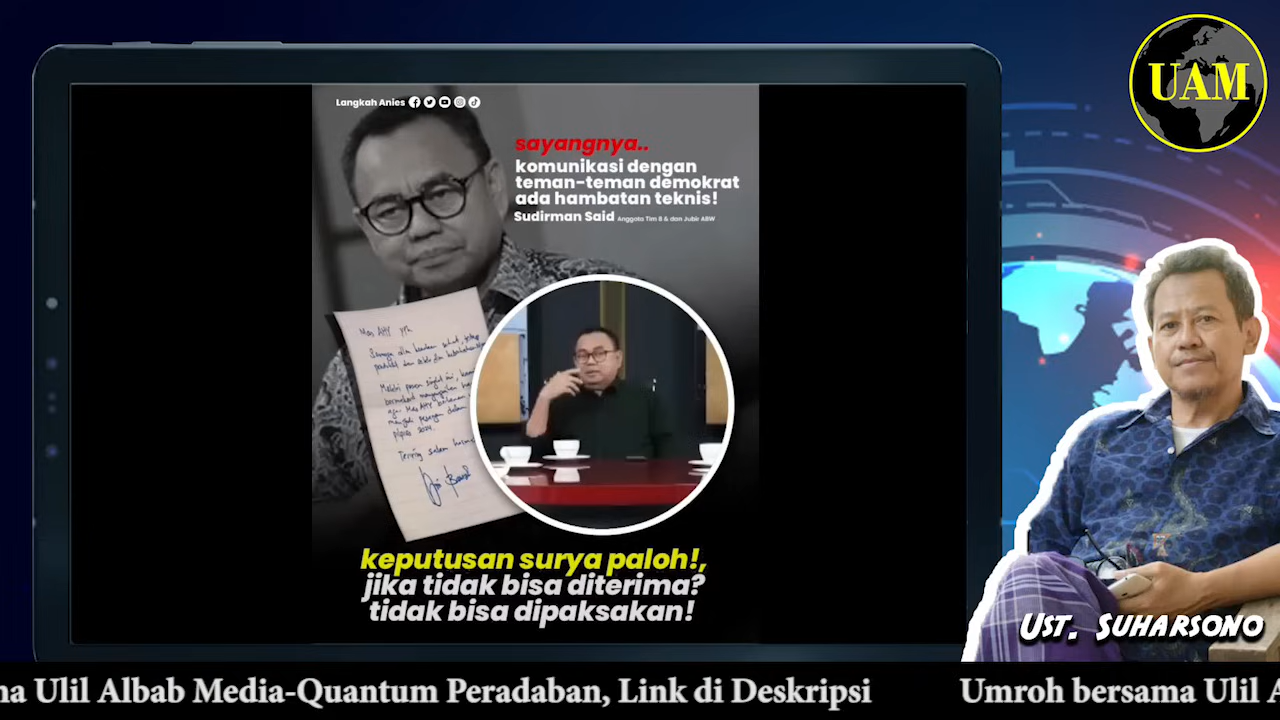 UAM
Langkah Anies
sayangnya..
komunikasi dengan
teman-teman demokrat
ada hambatan teknis!
Sudirman Said Anggota Tim 8 & dan Jubir ABW
Mas AHY yth
keputusan surya paloh!,
jika tidak bisa diterima?
tidak bisa dipaksakan!
UST. SUHARSONO
ma Ulil Albab Media-Quantum Peradaban, Link di Deskripsi
Umroh bersama Ulil A